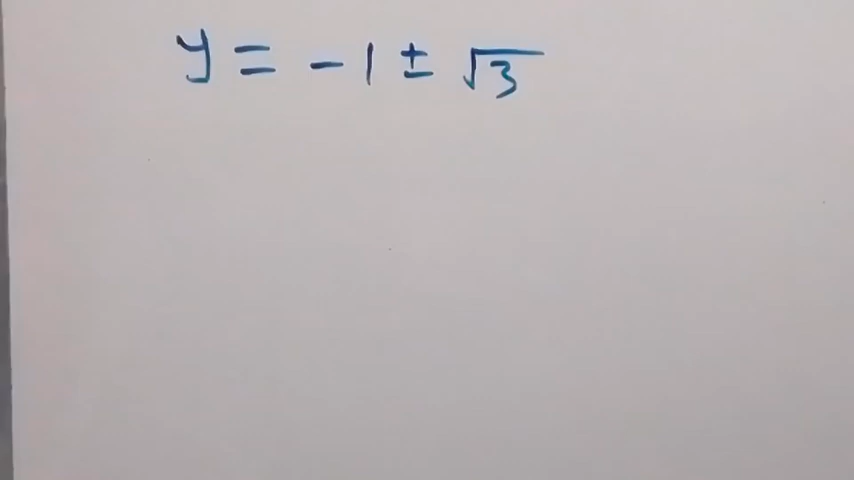 y = -1 ± √3